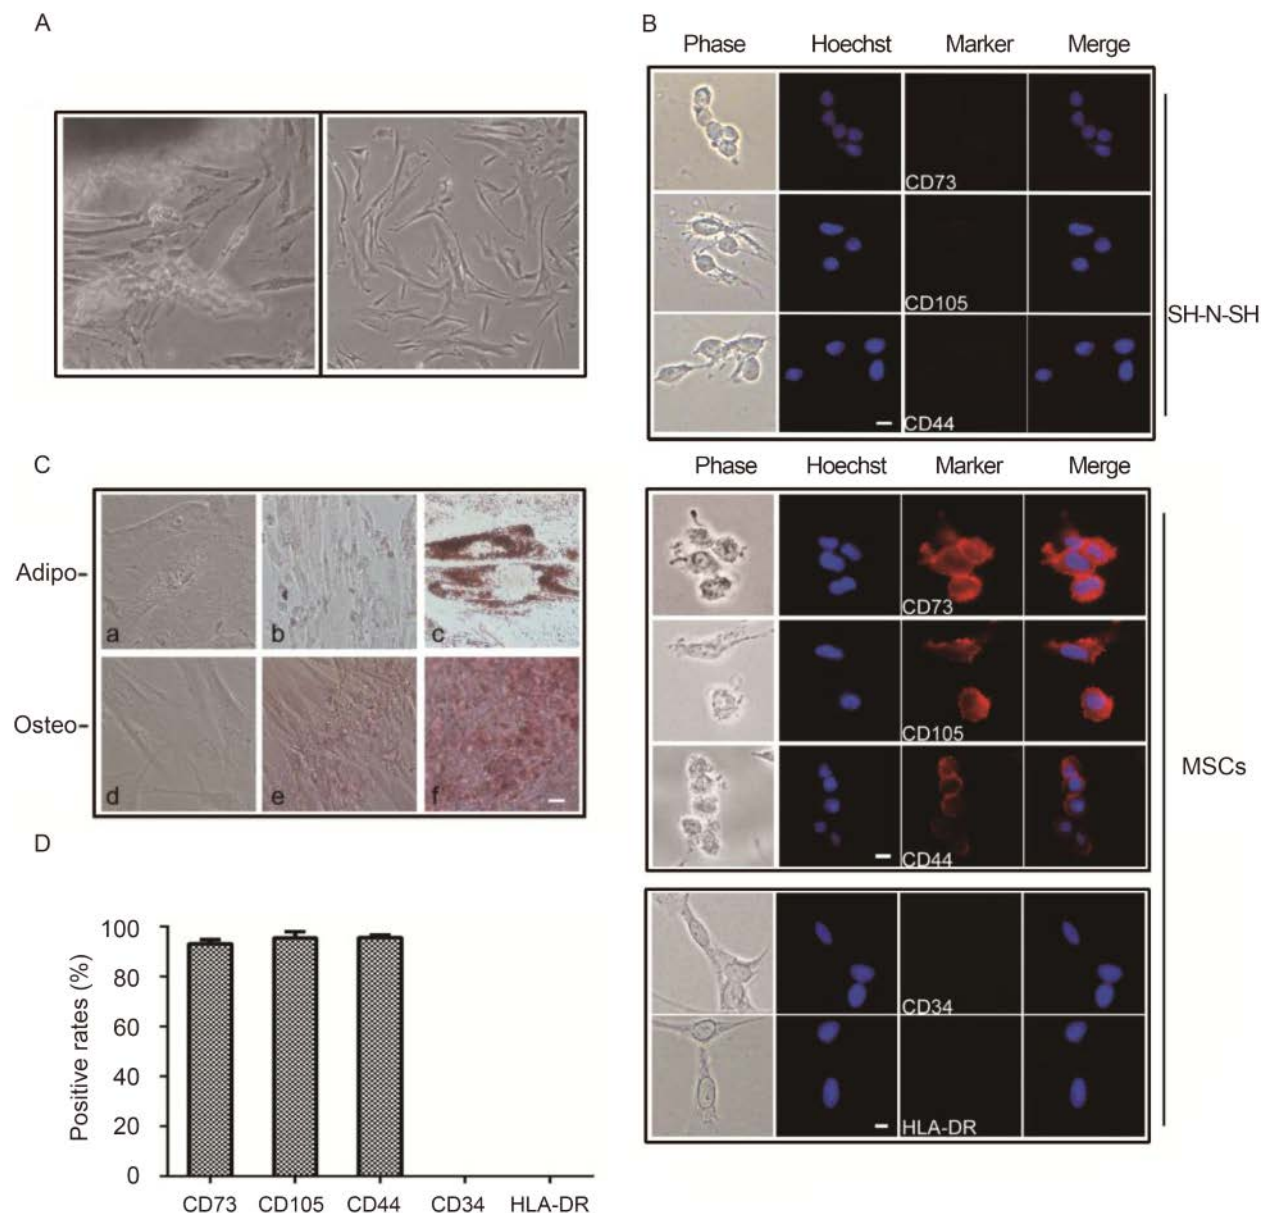 A
B
Phase Hoechst Marker Merge
CD73
CD105
SH-N-SH
CD44
C
Phase Hoechst Marker Merge
Adipo
a b c
CD73
Osteo
d e f
CD105
MSCs
CD44
D
Positive rates (%)
100
80
60
40
20
0
CD73 CD105 CD44 CD34 HLA-DR
CD34
HLA-DR